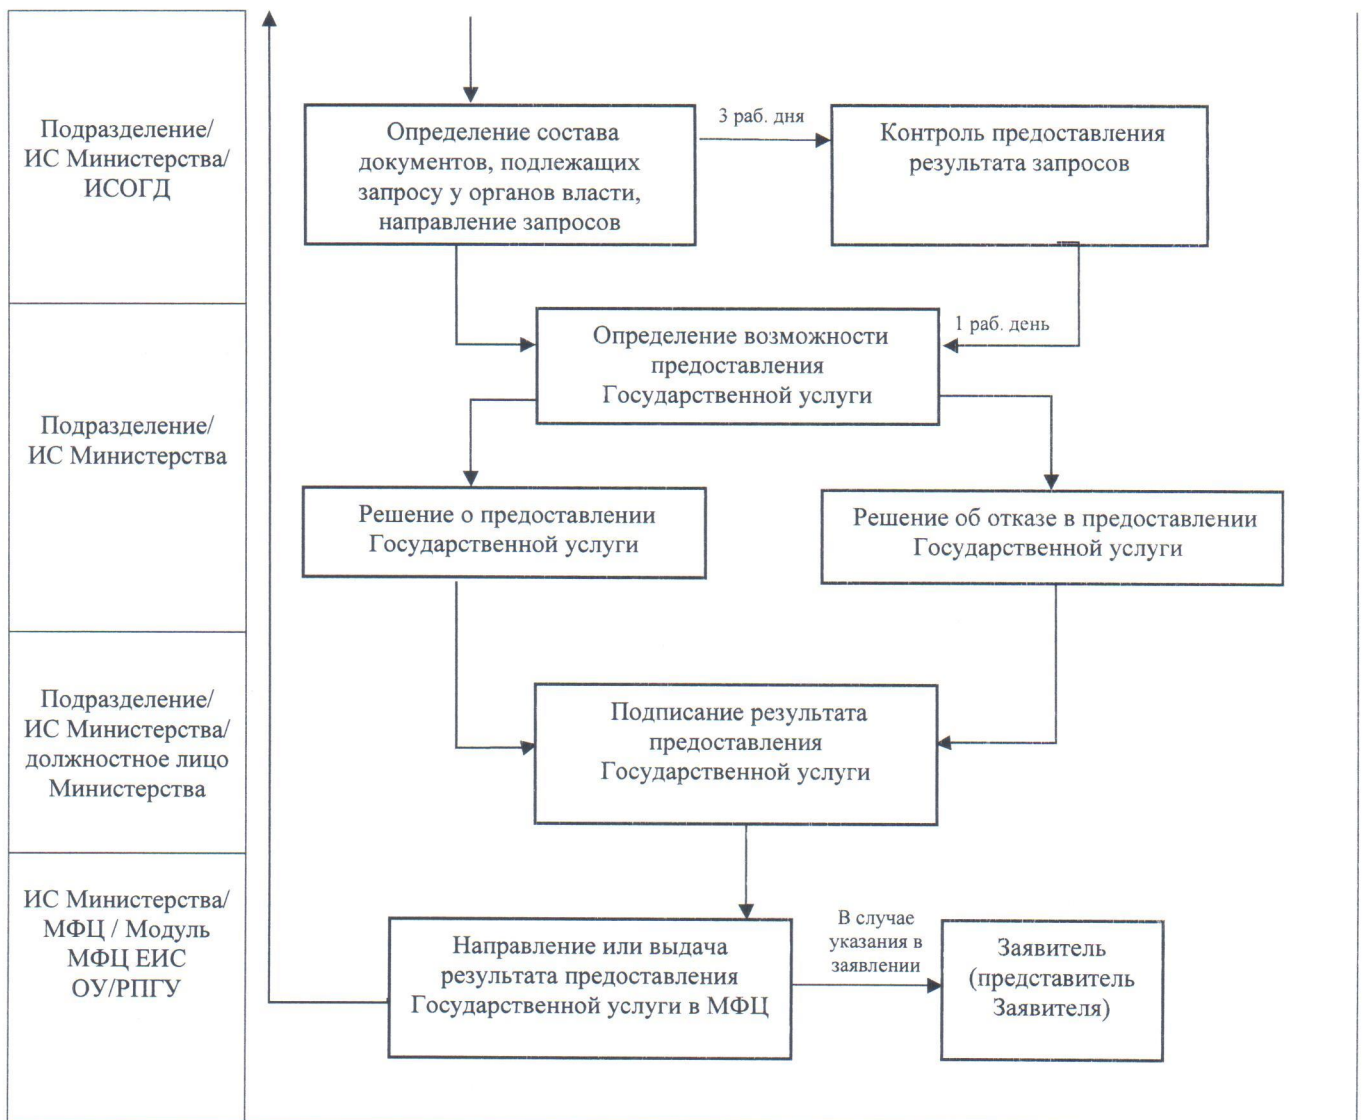 Подразделение/
ИС Министерства/
ИСОГД
Определение состава
документов, подлежащих
запросу у органов власти,
направление запросов
3 раб. дня
Контроль предоставления
результата запросов
Подразделение/
ИС Министерства
Определение возможности
предоставления
Государственной услуги
1 раб. день
Решение о предоставлении
Государственной услуги
Решение об отказе в предоставлении
Государственной услуги
Подразделение/
ИС Министерства/
должностное лицо
Министерства
Подписание результата
предоставления
Государственной услуги
ИС Министерства/
МФЦ / Модуль
МФЦ ЕИС
ОУ/РПГУ
Направление или выдача
результата предоставления
Государственной услуги в МФЦ
В случае
указания в
заявлении
Заявитель
(представитель
Заявителя)